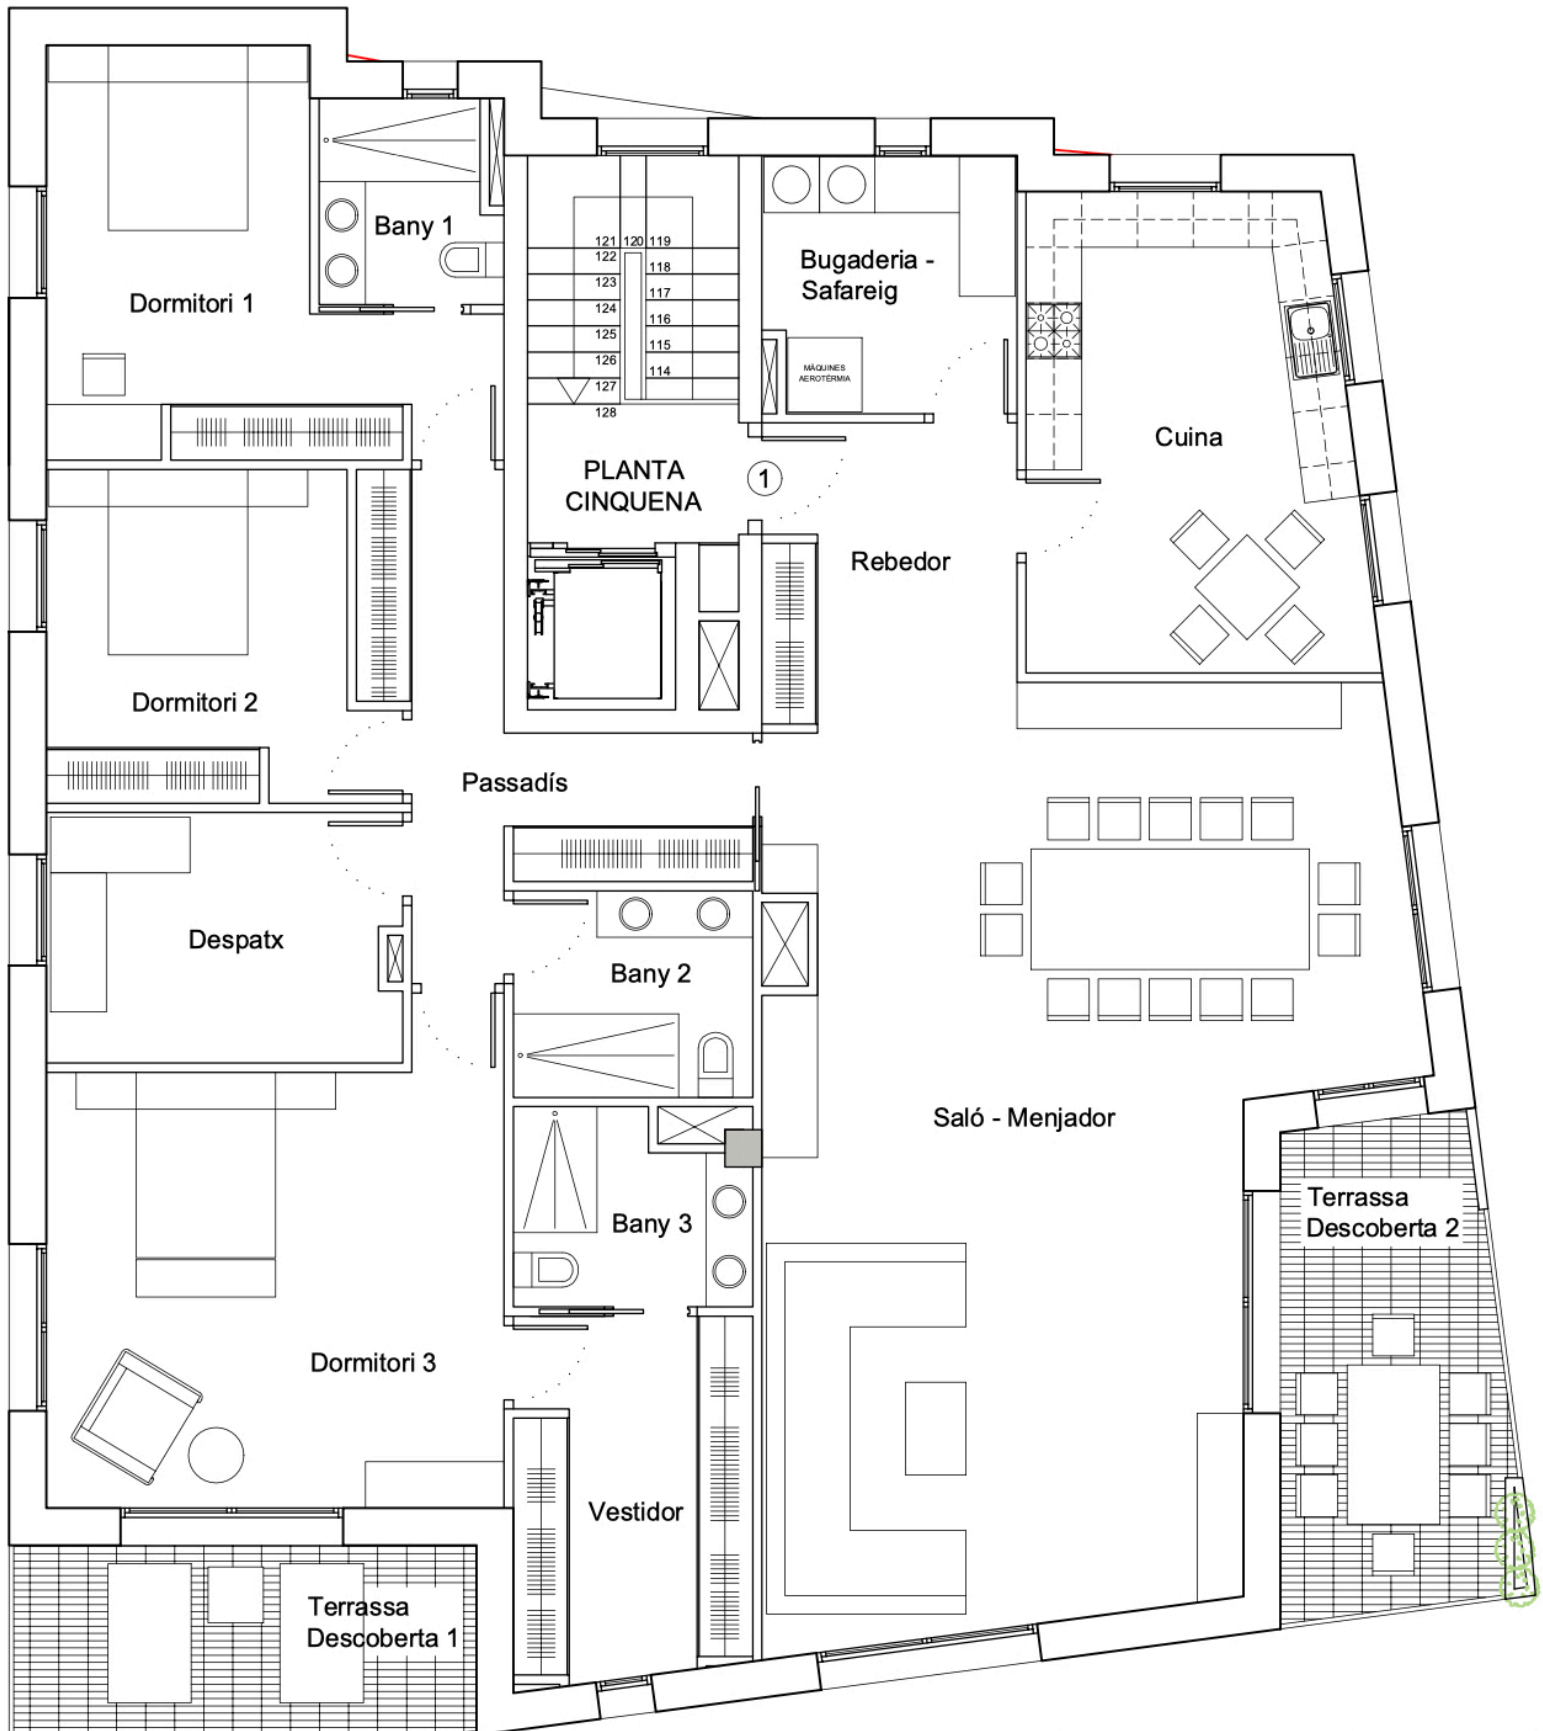 Bany 1
Dormitori 1
121 120 119
122
118
123
117
124
116
125
115
126
114
127
128
Bugaderia -
Safareig
MÀQUINES
AEROTÈRMIA
Cuina
PLANTA
CINQUENA
1
Rebedor
Dormitori 2
Passadís
Despatx
Bany 2
Saló - Menjador
Terrassa
Descoberta 2
Bany 3
Dormitori 3
Vestidor
Terrassa
Descoberta 1